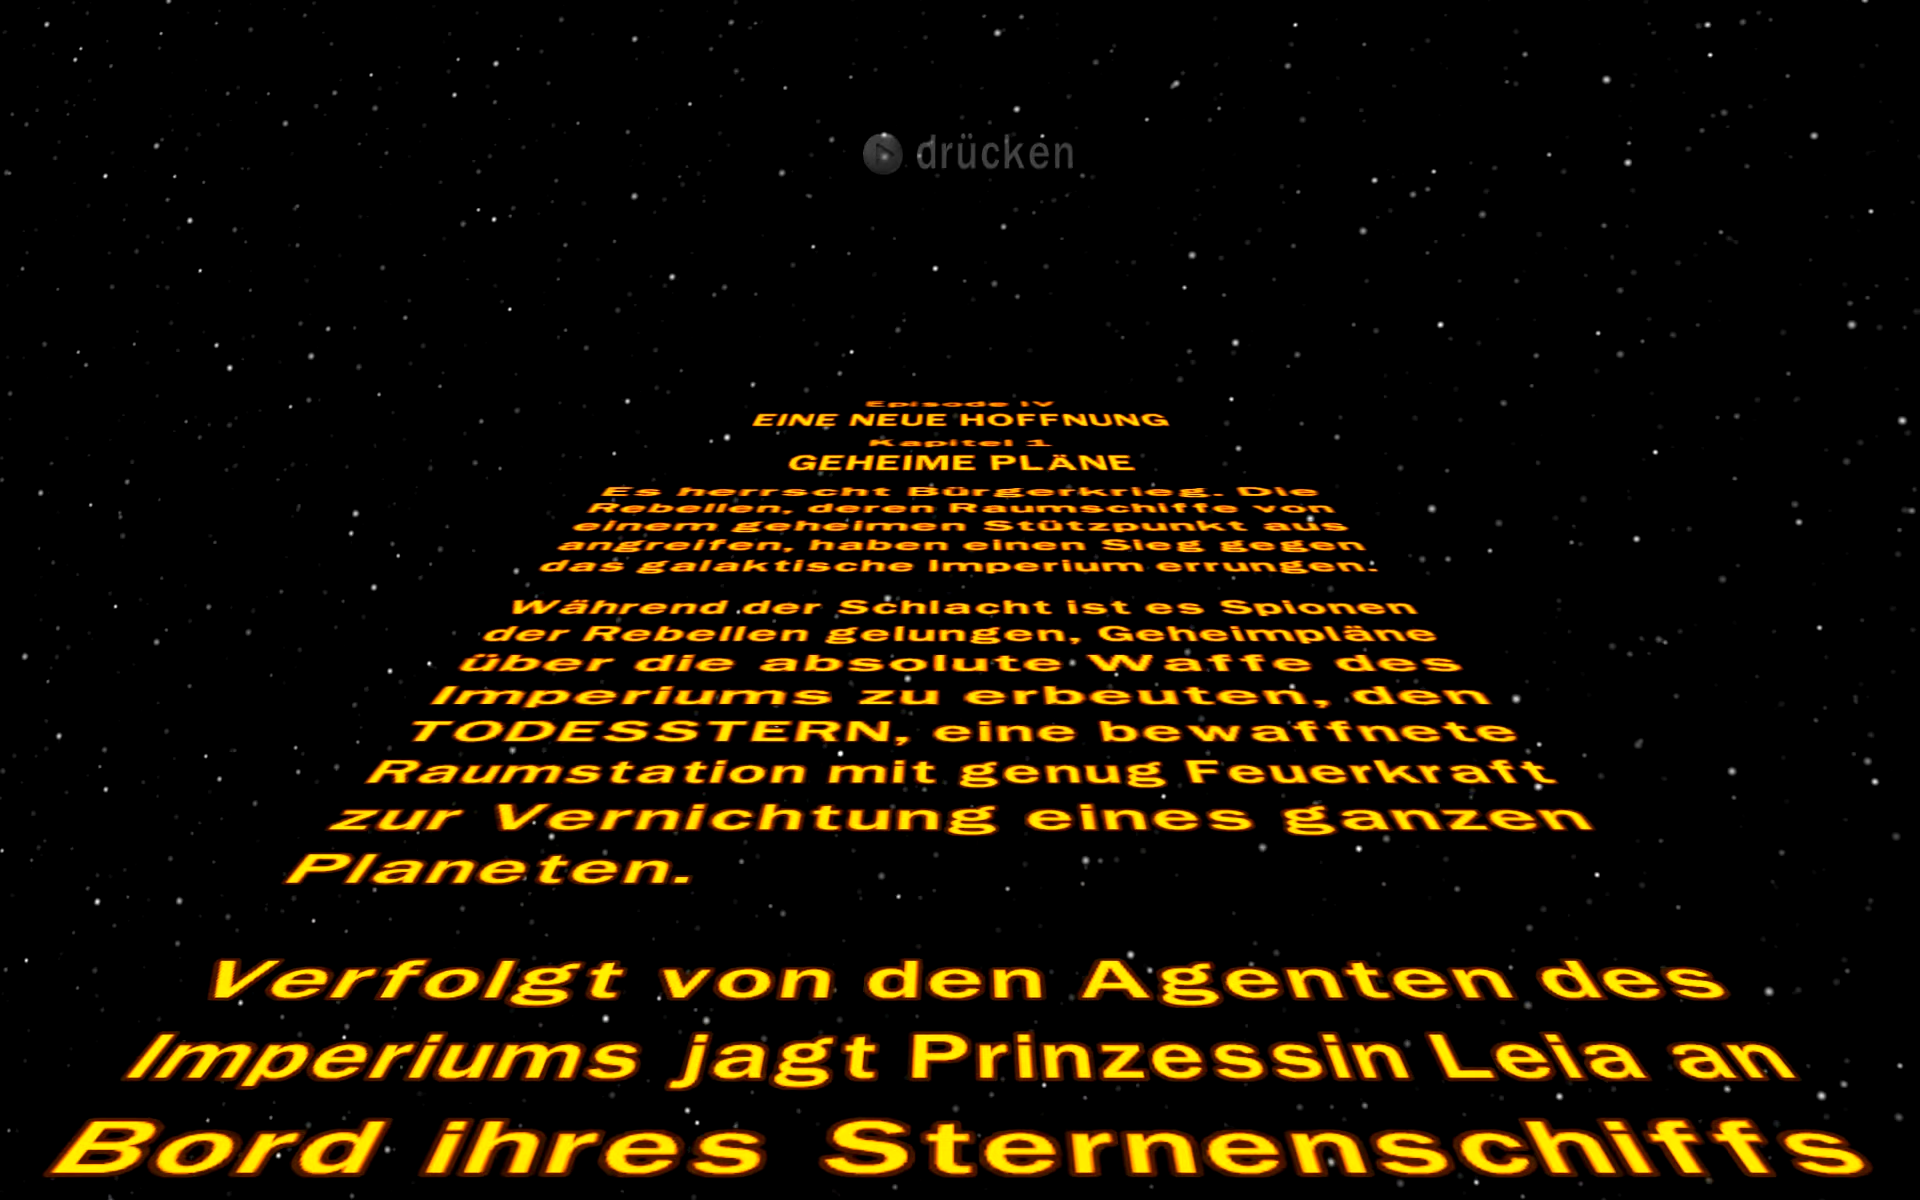 drücken
Episode IV
EINE NEUE HOFFNUNG
Kapitel 1
GEHEIME PLÄNE
Es herrscht Bürgerkrieg. Die
Rebellen, deren Raumschiffe von
einem geheimen Stützpunkt aus
angreifen, haben einen Sieg gegen
das galaktische Imperium errungen.
Während der Schlacht ist es Spionen
der Rebellen gelungen, Geheimpläne
über die absolute Waffe des
Imperiums zu erbeuten, den
TODESSTERN, eine bewaffnete
Raumstation mit genug Feuerkraft
zur Vernichtung eines ganzen
Planeten.
Verfolgt von den Agenten des
Imperiums jagt Prinzessin Leia an
Bord ihres Sternenschiffs